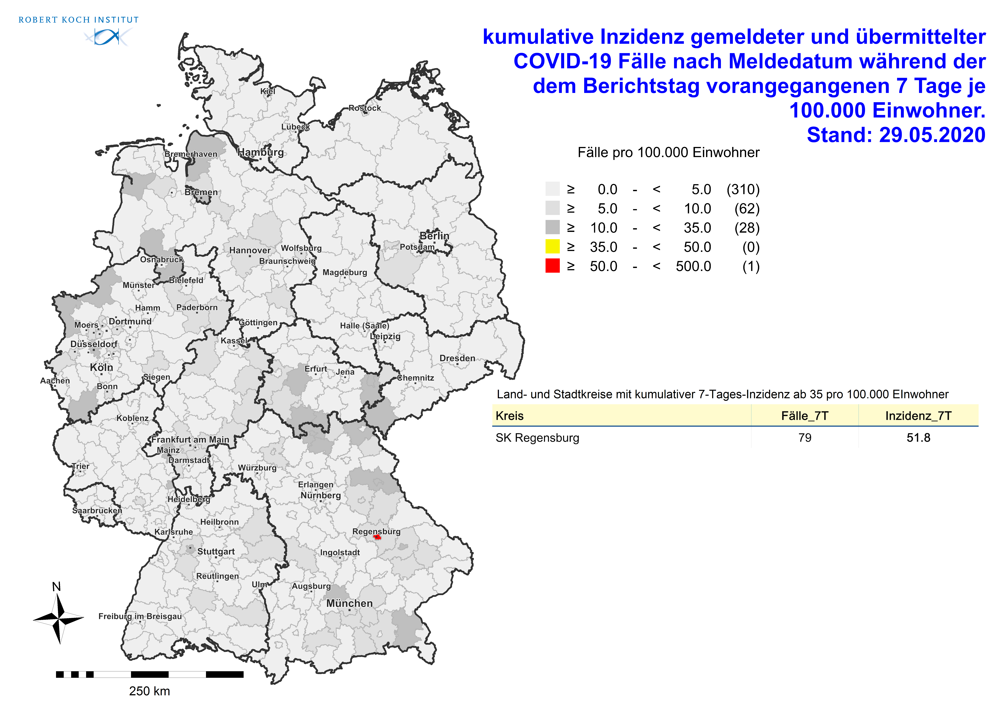 ROBERT KOCH INSTITUT
kumulative Inzidenz gemeldeter und übermittelter
COVID-19 Fälle nach Meldedatum während der
dem Berichtstag vorangegangenen 7 Tage je
100.000 Einwohner.
Stand: 29.05.2020
Fälle pro 100.000 Einwohner
≥ 0.0 - < 5.0 (310)
≥ 5.0 - < 10.0 (62)
≥ 10.0 - < 35.0 (28)
≥ 35.0 - < 50.0 (0)
≥ 50.0 - < 500.0 (1)
Kiel
Rostock
Lübeck
Hamburg
Bremerhaven
Bremen
Berlin
Potsdam
Hannover
Wolfsburg
Braunschweig
Osnabrück
Magdeburg
Bielefeld
Münster
Hamm
Paderborn
Moers
Dortmund
Göttingen
Halle (Saale)
Leipzig
Kassel
Düsseldorf
Dresden
Köln
Erfurt
Jena
Siegen
Chemnitz
Aachen
Bonn
Koblenz
Frankfurt am Main
Mainz
Darmstadt
Trier
Würzburg
Erlangen
Nürnberg
Heidelberg
Saarbrücken
Heilbronn
Karlsruhe
Regensburg
Stuttgart
Ingolstadt
Reutlingen
Ulm
Augsburg
München
Freiburg im Breisgau
Land- und Stadtkreise mit kumulativer 7-Tages-Inzidenz ab 35 pro 100.000 EInwohner
Kreis Fälle_7T Inzidenz_7T
SK Regensburg 79 51.8
N
250 km